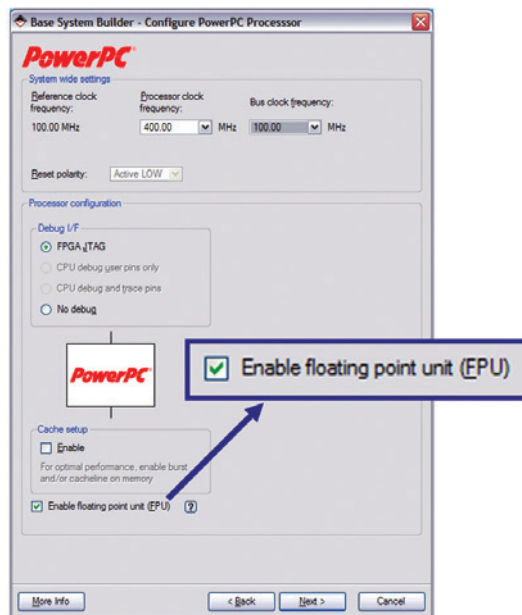 Base System Builder - Configure PowerPC Processsor
PowerPC
System wide settings
Reference clock frequency:
Processor clock frequency:
Bus clock frequency:
100.00 MHz
400.00 MHz
100.00 MHz
Reset polarity: Active LOW
Processor configuration
Debug I/F
FPGA JTAG
CPU debug user pins only
CPU debug and trace pins
No debug
PowerPC
Enable floating point unit (FPU)
Cache setup
Enable
For optimal performance, enable burst
and/or cacheline on memory
Enable floating point unit (FPU) ?
More Info
< Back
Next >
Cancel